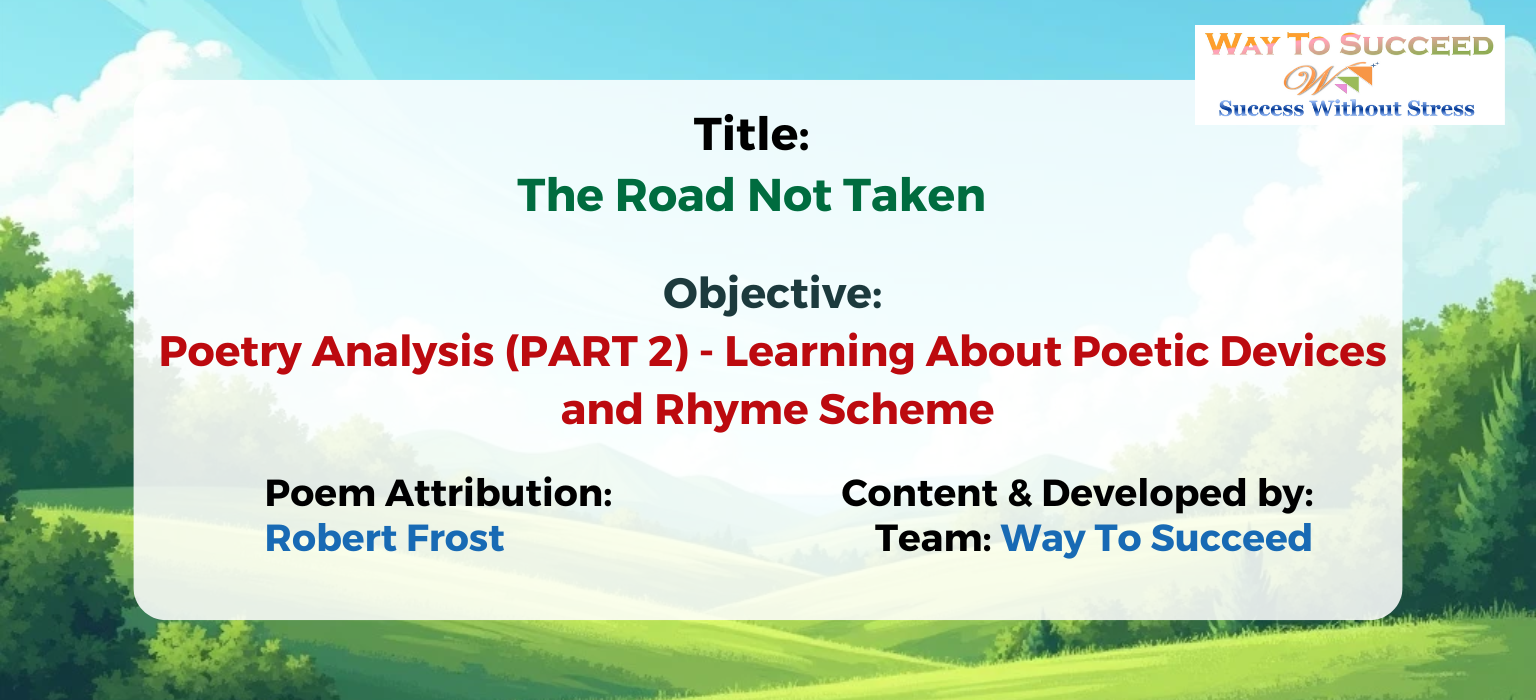 WAY TO SUCCEED
W
Success Without Stress
Title:
The Road Not Taken
Objective:
Poetry Analysis (PART 2) - Learning About Poetic Devices
and Rhyme Scheme
Poem Attribution:
Robert Frost
Content & Developed by:
Team: Way To Succeed